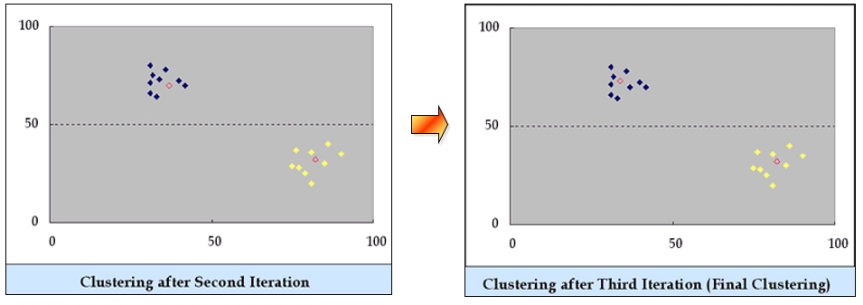 100
50
0
0 50 100
Clustering after Second Iteration
100
50
0
0 50 100
Clustering after Third Iteration (Final Clustering)